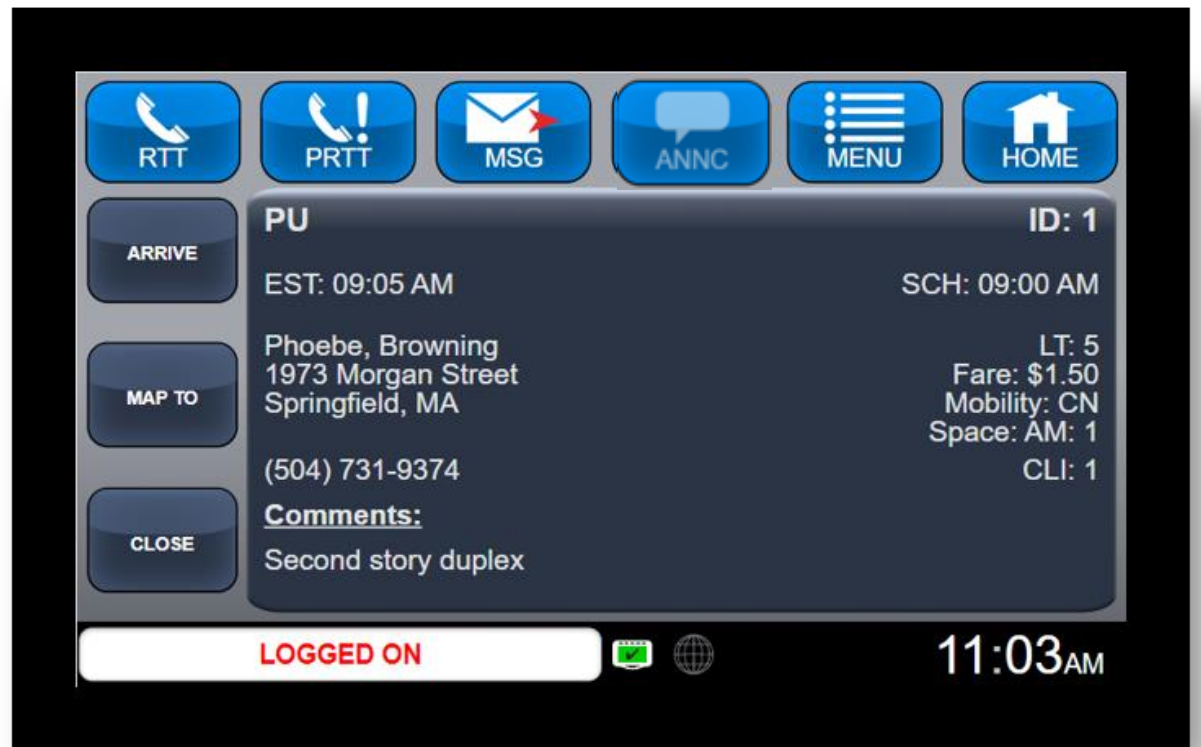 RTT
PRTT
MSG
ANNC
MENU
HOME
ARRIVE
MAP TO
CLOSE
PU ID: 1
EST: 09:05 AM SCH: 09:00 AM
Phoebe, Browning LT: 5
1973 Morgan Street Fare: $1.50
Springfield, MA Mobility: CN
Space: AM: 1
(504) 731-9374 CLI: 1
Comments:
Second story duplex
LOGGED ON 11:03AM